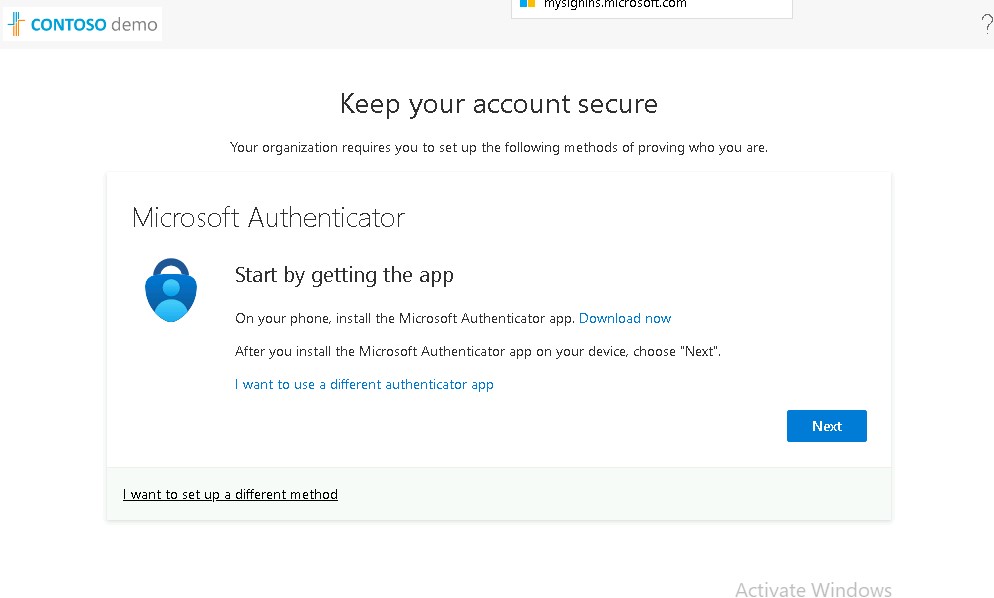 mysignins.microsoft.com
CONTOSO demo
?
Keep your account secure
Your organization requires you to set up the following methods of proving who you are.
Microsoft Authenticator
Start by getting the app
On your phone, install the Microsoft Authenticator app. Download now
After you install the Microsoft Authenticator app on your device, choose "Next".
I want to use a different authenticator app
Next
I want to set up a different method
Activate Windows